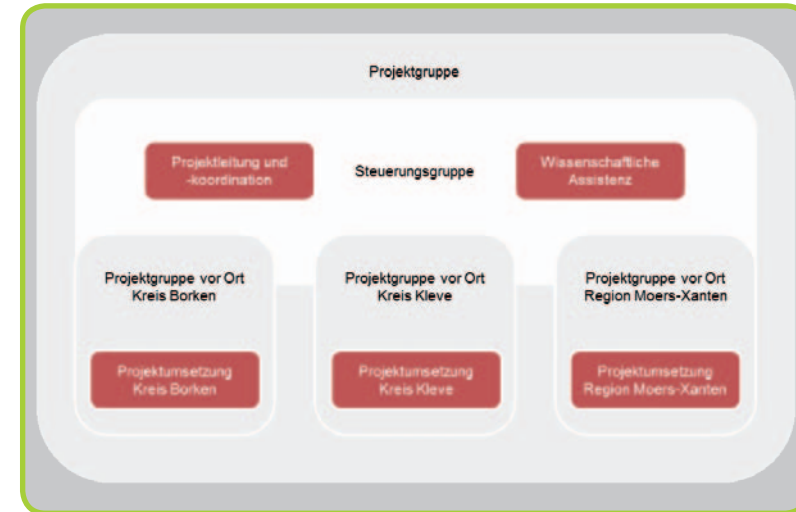 Projektgruppe
Projektleitung und
-koordination
Steuerungsgruppe
Wissenschaftliche
Assistenz
Projektgruppe vor Ort
Kreis Borken
Projektgruppe vor Ort
Kreis Kleve
Projektgruppe vor Ort
Region Moers-Xanten
Projektumsetzung
Kreis Borken
Projektumsetzung
Kreis Kleve
Projektumsetzung
Region Moers-Xanten